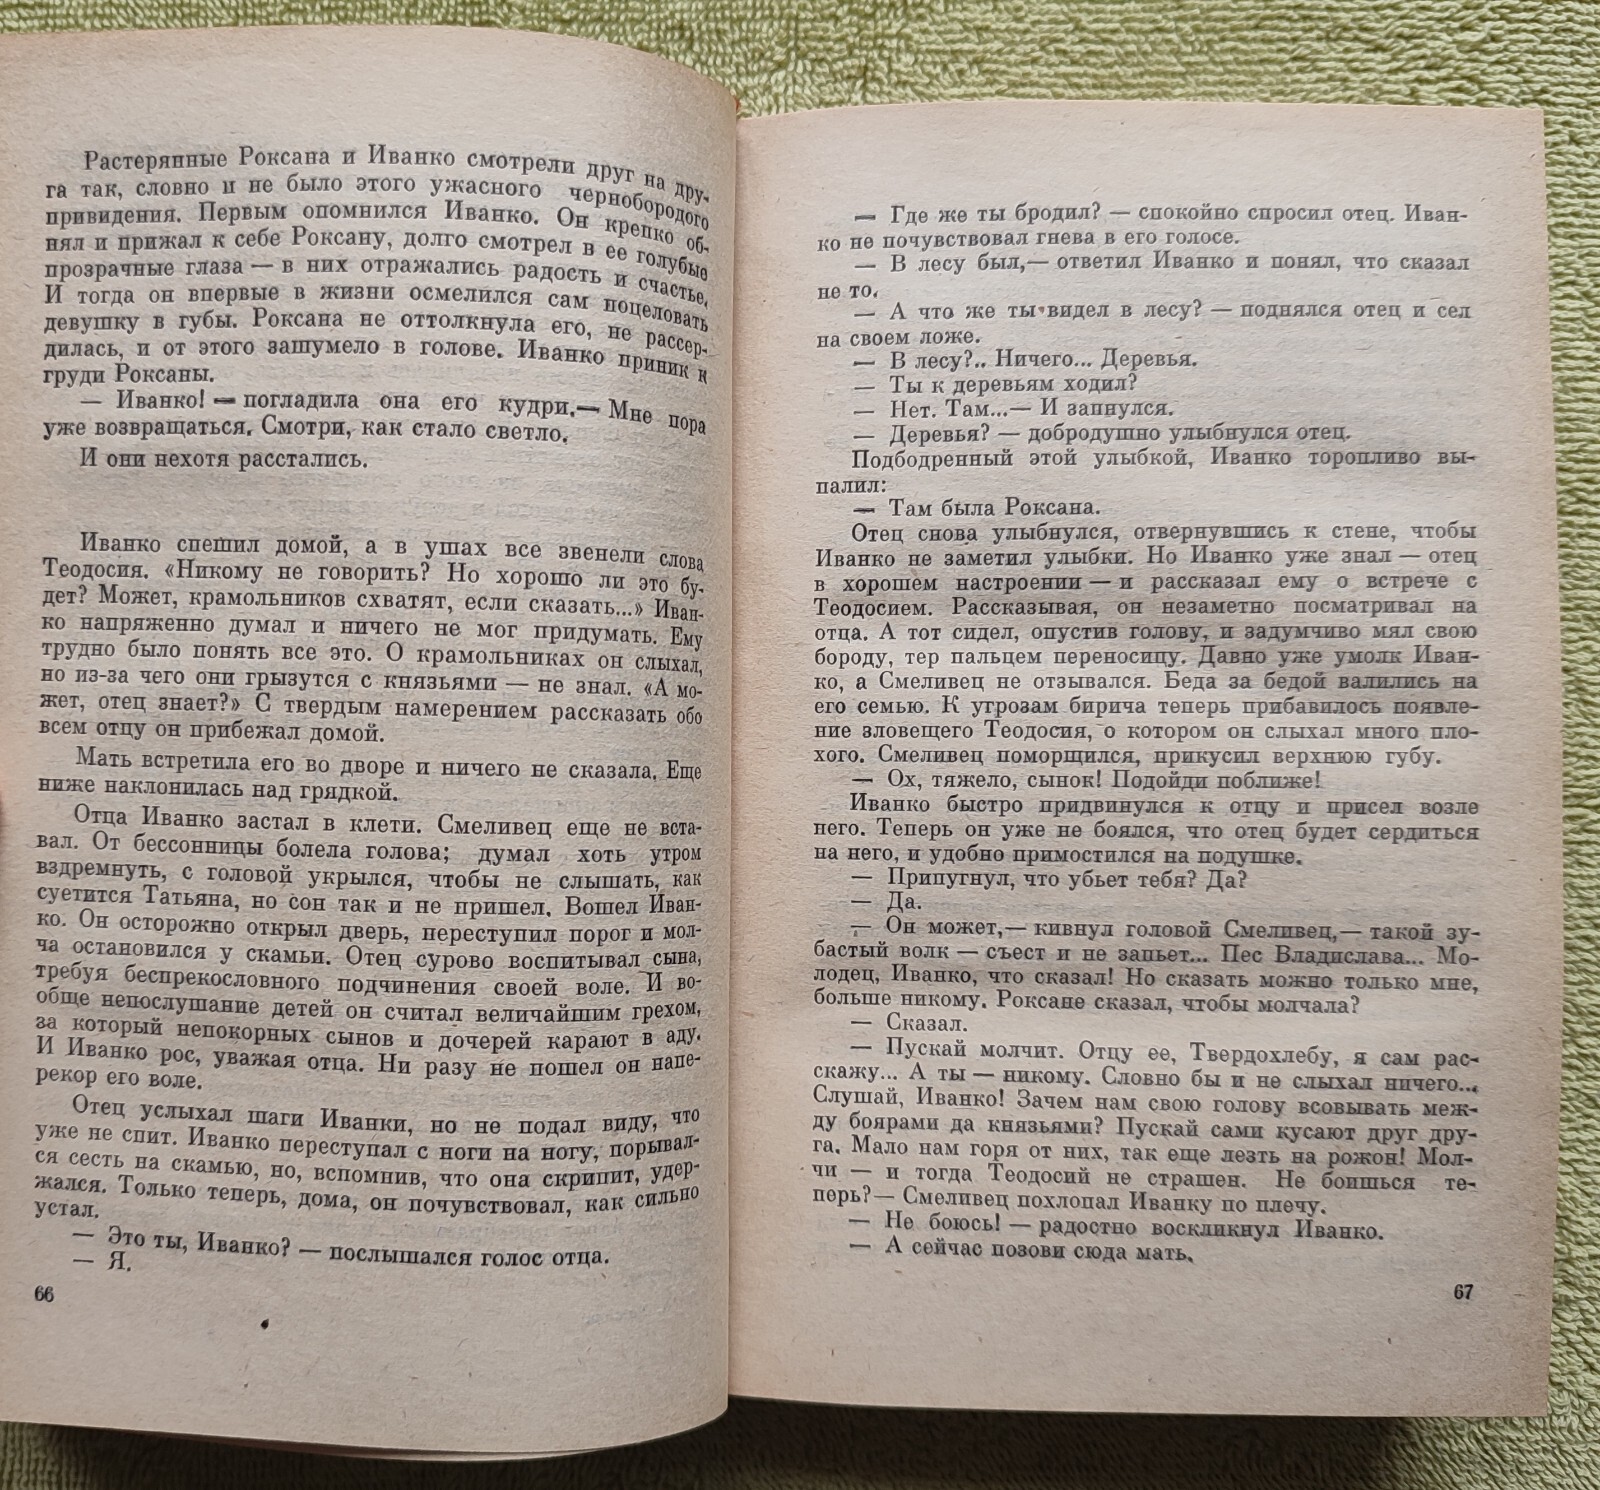 Растерянные Роксана и Иванко смотрели друг на дру-
га так, словно и не было этого ужасного чернобородого
привидения. Первым опомнился Иванко. Он крепко об-
нял и прижал к себе Роксану, долго смотрел в ее голубые
прозрачные глаза — в них отражались радость и счастье.
И тогда он впервые в жизни осмелился сам поцеловать
девушку в губы. Роксана не оттолкнула его, не рассер-
дилась, и от этого зашумело в голове. Иванко приник к
груди Роксаны.
— Иванко! — погладила она его кудри.— Мне пора
уже возвращаться. Смотри, как стало светло.
И они нехотя расстались.
Иванко спешил домой, а в ушах все звенели слова
Теодосия. «Никому не говорить? Но хорошо ли это бу-
дет? Может, крамольников схватят, если сказать...» Иван-
ко напряженно думал и ничего не мог придумать. Ему
трудно было понять все это. О крамольниках он слыхал,
но из-за чего они грызутся с князьями — не знал. «А мо-
жет, отец знает?» С твердым намерением рассказать обо
всем отцу он прибежал домой.
Мать встретила его во дворе и ничего не сказала. Еще
ниже наклонилась над грядкой.
Отца Иванко застал в клети. Смеливец еще не вста-
вал. От бессонницы болела голова; думал хоть утром
вздремнуть, с головой укрылся, чтобы не слышать, как
суетится Татьяна, но сон так и не пришел. Вошел Иван-
ко. Он осторожно открыл дверь, переступил порог и мол-
ча остановился у скамьи. Отец сурово воспитывал сына,
требуя беспрекословного подчинения своей воле. И во-
обще непослушание детей он считал величайшим грехом,
за который непокорных сынов и дочерей карают в аду.
И Иванко рос, уважая отца. Ни разу не пошел он напе-
рекор его воле.
Отец услыхал шаги Иванки, но не подал виду, что
уже не спит. Иванко переступал с ноги на ногу, порывал-
ся сесть на скамью, но, вспомнив, что она скрипит, удер-
жался. Только теперь, дома, он почувствовал, как сильно
устал.
— Это ты, Иванко? — послышался голос отца.
— Я.
66
— Где же ты бродил? — спокойно спросил отец. Иван-
ко не почувствовал гнева в его голосе.
— В лесу был,— ответил Иванко и понял, что сказал
не то.
— А что же ты видел в лесу? — поднялся отец и сел
на своем ложе.
— В лесу?.. Ничего... Деревья.
— Ты к деревьям ходил?
— Нет. Там...— И запнулся.
— Деревья? — добродушно улыбнулся отец.
Подбодренный этой улыбкой, Иванко торопливо вы-
палил:
— Там была Роксана.
Отец снова улыбнулся, отвернувшись к стене, чтобы
Иванко не заметил улыбки. Но Иванко уже знал — отец
в хорошем настроении — и рассказал ему о встрече с
Теодосием. Рассказывая, он незаметно посматривал на
отца. А тот сидел, опустив голову, и задумчиво мял свою
бороду, тер пальцем переносицу. Давно уже умолк Иван-
ко, а Смеливец не отзывался. Беда за бедой валились на
его семью. К угрозам бирича теперь прибавилось появле-
ние зловещего Теодосия, о котором он слыхал много пло-
хого. Смеливец поморщился, прикусил верхнюю губу.
— Ох, тяжело, сынок! Подойди поближе!
Иванко быстро придвинулся к отцу и присел возле
него. Теперь он уже не боялся, что отец будет сердиться
на него, и удобно примостился на подушке.
— Припугнул, что убьет тебя? Да?
— Да.
— Он может,— кивнул головой Смеливец,— такой зу-
бастый волк — съест и не запьет... Пес Владислава... Мо-
лодец, Иванко, что сказал! Но сказать можно только мне,
больше никому. Роксане сказал, чтобы молчала?
— Сказал.
— Пускай молчит. Отцу ее, Твердохлебу, я сам рас-
скажу... А ты — никому. Словно бы и не слыхал ничего...
Слушай, Иванко! Зачем нам свою голову всовывать меж-
ду боярами да князьями? Пускай сами кусают друг дру-
га. Мало нам горя от них, так еще лезть на рожон! Мол-
чи — и тогда Теодосий не страшен. Не боишься те-
перь?— Смеливец похлопал Иванку по плечу.
— Не боюсь! — радостно воскликнул Иванко.
— А сейчас позови сюда мать.
67